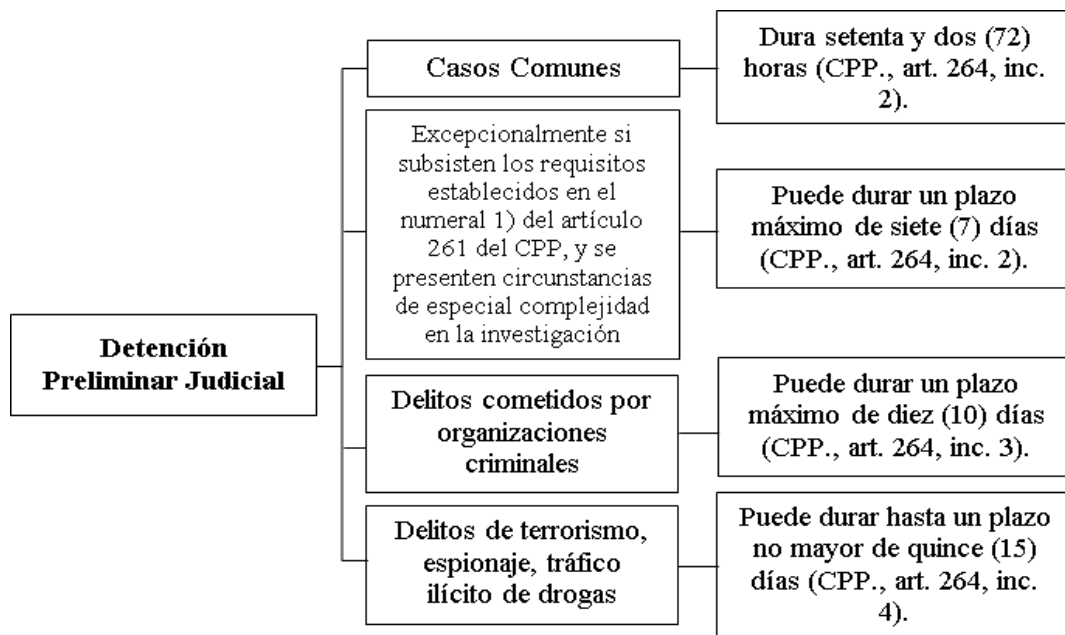 Detención
Preliminar Judicial
Casos Comunes
Dura setenta y dos (72)
horas (CPP., art. 264, inc.
2).
Excepcionalmente si
subsisten los requisitos
establecidos en el
numeral 1) del artículo
261 del CPP, y se
presenten circunstancias
de especial complejidad
en la investigación
Puede durar un plazo
máximo de siete (7) días
(CPP., art. 264, inc. 2).
Delitos cometidos por
organizaciones
criminales
Puede durar un plazo
máximo de diez (10) días
(CPP., art. 264, inc. 3).
Delitos de terrorismo,
espionaje, tráfico
ilícito de drogas
Puede durar hasta un plazo
no mayor de quince (15)
días (CPP., art. 264, inc.
4).